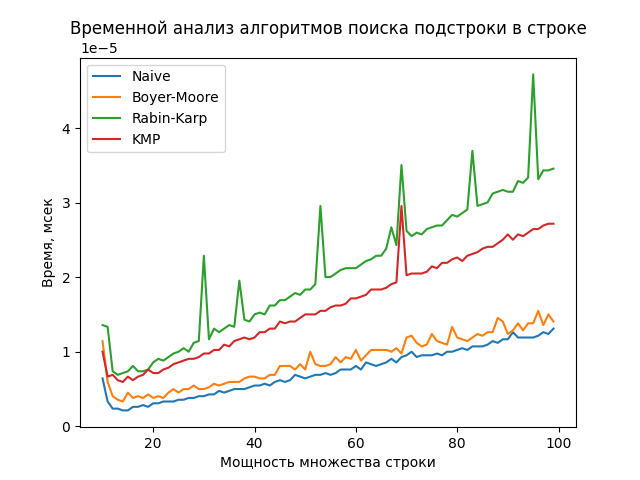 Временной анализ алгоритмов поиска подстроки в строке
1e−5
Naive
Boyer-Moore
Rabin-Karp
KMP
4
3
2
1
0
Время, мсек
20 40 60 80 100
Мощность множества строки